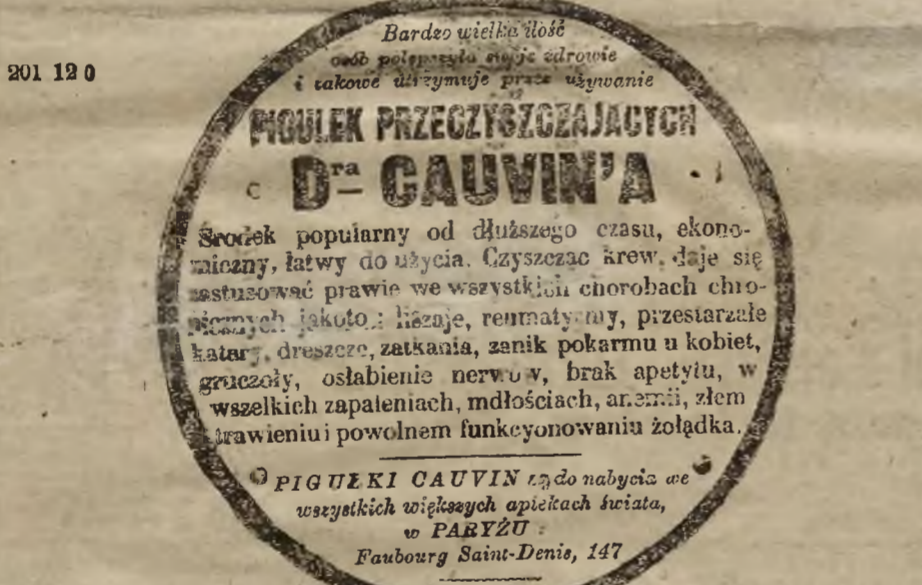 Bardzo wielka ilość
osób polepszyła swoje zdrowie
201 12 0
i takowe utrzymuje przez używanie
PIGUŁEK PRZECZYSZCZAJĄCYCH
Dra CAUVIN'A
Środek popularny od dłuższego czasu, ekono-
miczny, łatwy do użycia. Czyszcząc krew, daje się
zastosować prawie we wszystkich chorobach chro-
nicznych jakoto: liszaje, reumatyzmy, przestarzałe
katary, dreszcze, zatkania, zanik pokarmu u kobiet,
gruczoły, osłabienie nerwów, brak apetytu, w
wszelkich zapaleniach, mdłościach, anemii, złem
trawieniu i powolnem funkcyonowaniu żołądka.
PIGUŁKI CAUVIN są do nabycia we
wszystkich większych aptekach świata,
w PARYŻU :
Faubourg Saint-Denis, 147